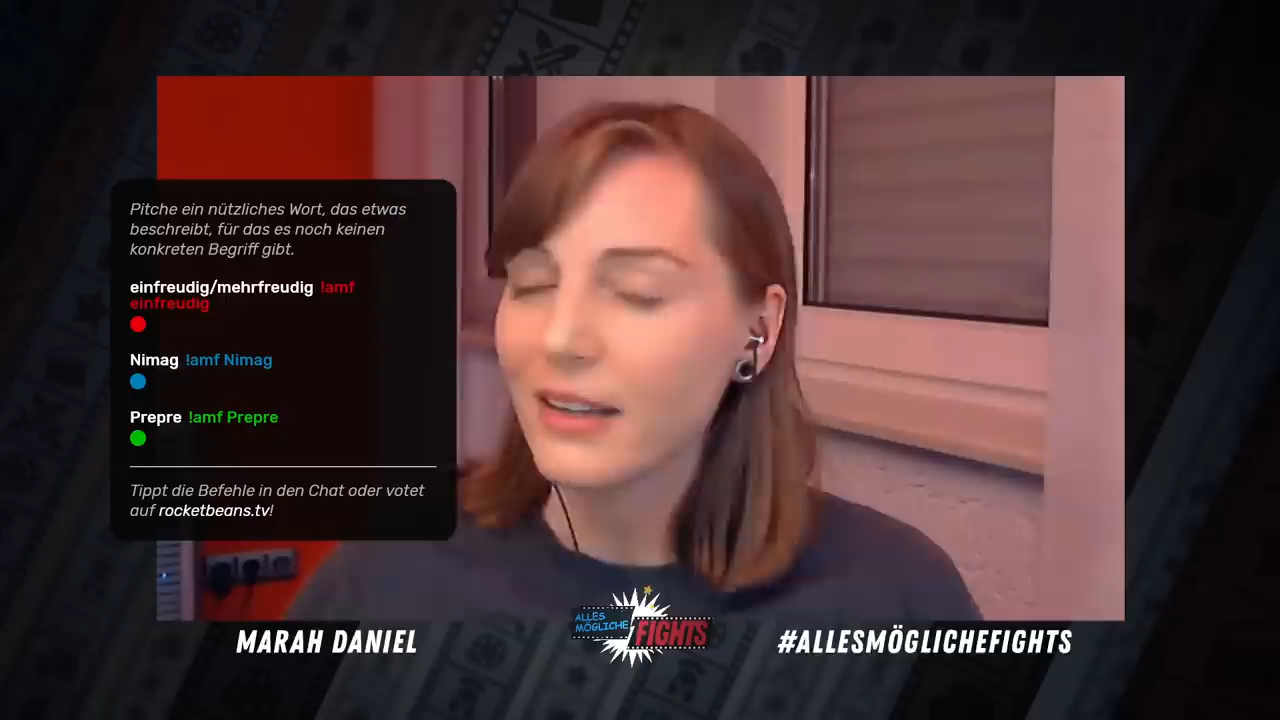 Pitche ein nützliches Wort, das etwas
beschreibt, für das es noch keinen
konkreten Begriff gibt.
einfreudig/mehrfreudig !amf
einfreudig
Nimag !amf Nimag
Prepre !amf Prepre
Tippt die Befehle in den Chat oder votet
auf rocketbeans.tv!
ALLES
MÖGLICHE
FIGHTS
MARAH DANIEL
#ALLESMÖGLICHEFIGHTS